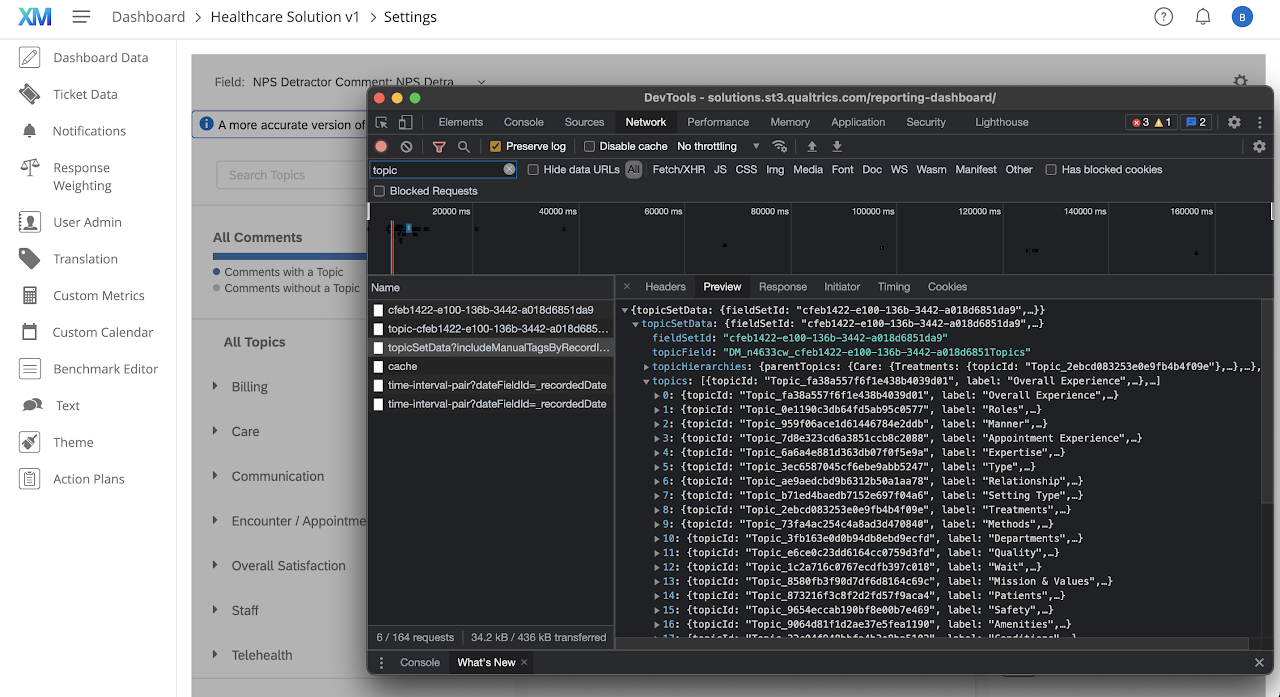 XM Dashboard > Healthcare Solution v1 > Settings
B
Dashboard Data
Ticket Data
Notifications
Response Weighting
User Admin
Translation
Custom Metrics
Custom Calendar
Benchmark Editor
Text
Theme
Action Plans
Field: NPS Detractor Comment: NPS Detra
A more accurate version of
Search Topics
All Comments
Comments with a Topic
Comments without a Topic
All Topics
Billing
Care
Communication
Encounter / Appointme
Overall Satisfaction
Staff
Telehealth
DevTools - solutions.st3.qualtrics.com/reporting-dashboard/
Elements Console Sources Network Performance Memory Application Security Lighthouse 3 1 2
Preserve log Disable cache No throttling
topic Hide data URLs All Fetch/XHR JS CSS Img Media Font Doc WS Wasm Manifest Other Has blocked cookies
Blocked Requests
20000 ms 40000 ms 60000 ms 80000 ms 100000 ms 120000 ms 140000 ms 160000 ms
Name
cfeb1422-e100-136b-3442-a018d6851da9
topic-cfeb1422-e100-136b-3442-a018d685...
topicSetData?includeManualTagsByRecordI...
cache
time-interval-pair?dateFieldId=_recordedDate
time-interval-pair?dateFieldId=_recordedDate
6 / 164 requests 34.2 kB / 436 kB transferred
× Headers Preview Response Initiator Timing Cookies
{topicSetData: {fieldSetId: "cfeb1422-e100-136b-3442-a018d6851da9",…}}
topicSetData: {fieldSetId: "cfeb1422-e100-136b-3442-a018d6851da9",…}
fieldSetId: "cfeb1422-e100-136b-3442-a018d6851da9"
topicField: "DM_n4633cw_cfeb1422-e100-136b-3442-a018d6851Topics"
topicHierarchies: {parentTopics: {Care: {Treatments: {topicId: "Topic_2ebcd083253e0e9fb4b4f09e"},…},…},…
topics: [{topicId: "Topic_fa38a557f6f1e438b4039d01", label: "Overall Experience",…},…]
0: {topicId: "Topic_fa38a557f6f1e438b4039d01", label: "Overall Experience",…}
1: {topicId: "Topic_0e1190c3db64fd5ab95c0577", label: "Roles",…}
2: {topicId: "Topic_959f06ace1d61446784e2ddb", label: "Manner",…}
3: {topicId: "Topic_7d8e323cd6a3851ccb8c2088", label: "Appointment Experience",…}
4: {topicId: "Topic_6a6a4e881d363db07f0f5e9a", label: "Expertise",…}
5: {topicId: "Topic_3ec6587045cf6ebe9abb5247", label: "Type",…}
6: {topicId: "Topic_ae9aedcbd9b6312b50a1aa78", label: "Relationship",…}
7: {topicId: "Topic_b71ed4baedb7152e697f04a6", label: "Setting Type",…}
8: {topicId: "Topic_2ebcd083253e0e9fb4b4f09e", label: "Treatments",…}
9: {topicId: "Topic_73fa4ac254c4a8ad3d470840", label: "Methods",…}
10: {topicId: "Topic_3fb163e0d0b94db8ebd9ecfd", label: "Departments",…}
11: {topicId: "Topic_e6ce0c23dd6164cc0759d3fd", label: "Quality",…}
12: {topicId: "Topic_1c2a716c0767ecdfb397c018", label: "Wait",…}
13: {topicId: "Topic_8580fb3f90d7df6d8164c69c", label: "Mission & Values",…}
14: {topicId: "Topic_873216f3c8f2d2fd57f9aca4", label: "Patients",…}
15: {topicId: "Topic_9654eccab190bf8e00b7e469", label: "Safety",…}
16: {topicId: "Topic_9064d81f1d2ae37e5fea1190", label: "Amenities",…}
Console What's New ×